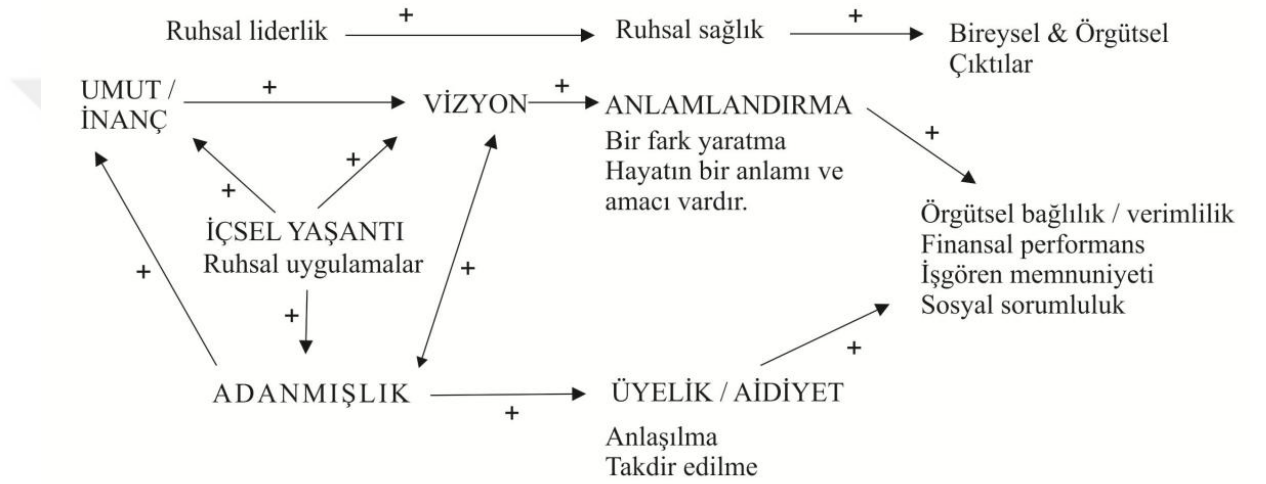 + +
Ruhsal liderlik Ruhsal sağlık Bireysel & Örgütsel
Çıktılar
UMUT / + + 
İNANÇ VİZYON ANLAMLANDIRMA
+
Bir fark yaratma
+
Hayatın bir anlamı ve
+
amacı vardır.
İÇSEL YAŞANTI
Ruhsal uygulamalar
+
+
+
Örgütsel bağlılık / verimlilik
Finansal performans
İşgören memnuniyeti
Sosyal sorumluluk
+
ADANMIŞLIK + ÜYELİK / AİDİYET
Anlaşılma
Takdir edilme